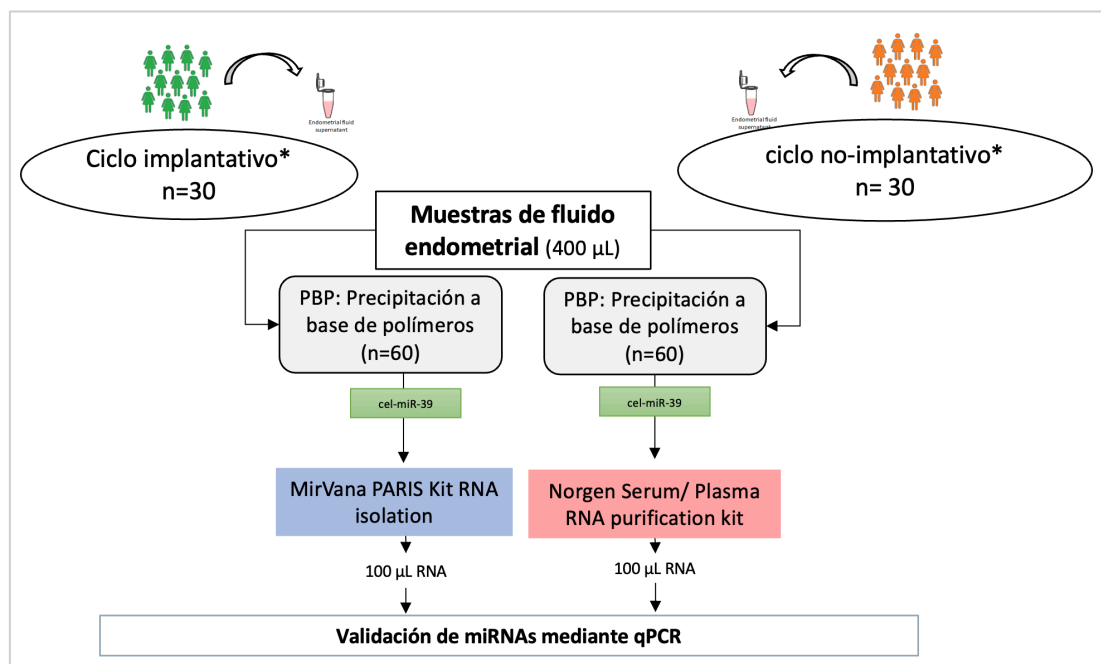 Endometrial fluid
supernatant
Endometrial fluid
supernatant
Ciclo implantativo*
n=30
ciclo no-implantativo*
n= 30
Muestras de fluido
endometrial (400 µL)
PBP: Precipitación a
base de polímeros
(n=60)
PBP: Precipitación a
base de polímeros
(n=60)
cel-miR-39
cel-miR-39
MirVana PARIS Kit RNA
isolation
Norgen Serum/ Plasma
RNA purification kit
100 µL RNA
100 µL RNA
Validación de miRNAs mediante qPCR